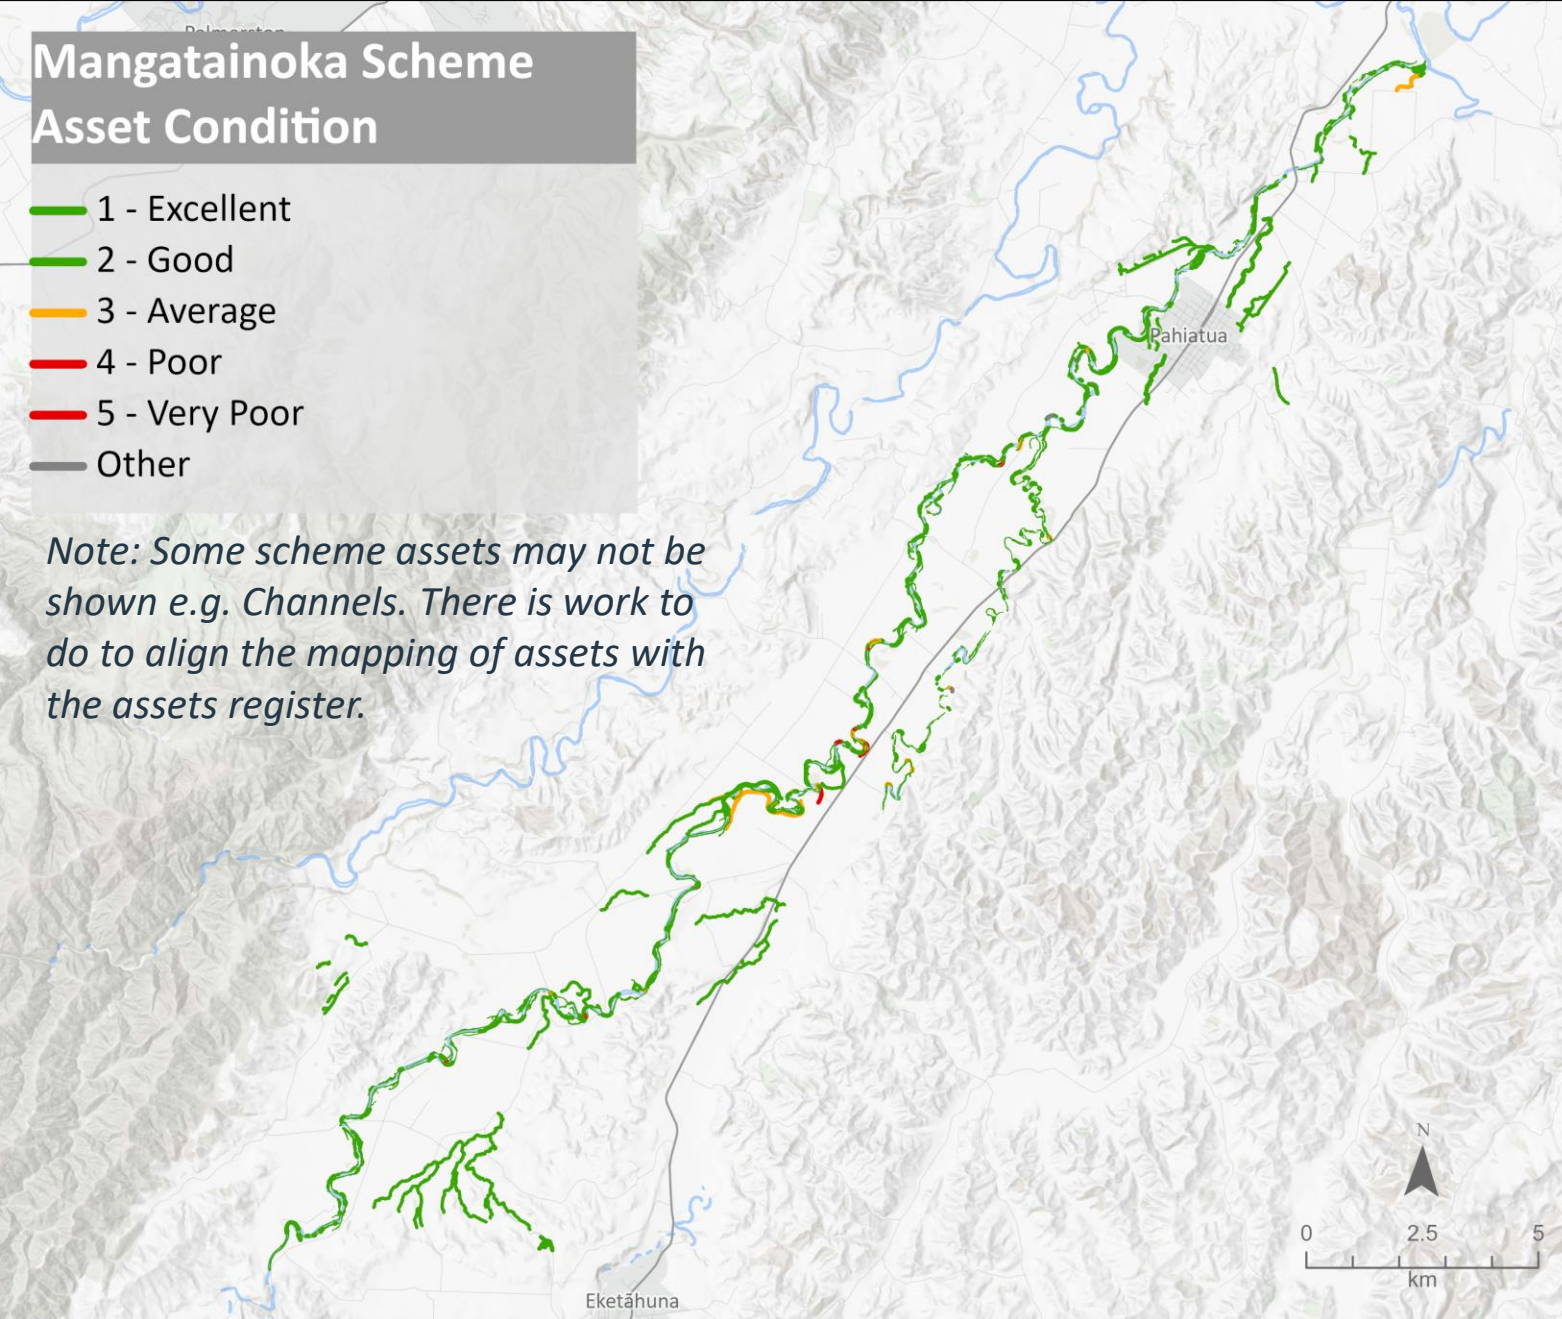 Palmerston
Mangatainoka Scheme
Asset Condition
1 - Excellent
2 - Good
3 - Average
4 - Poor
5 - Very Poor
Other
Note: Some scheme assets may not be
shown e.g. Channels. There is work to
do to align the mapping of assets with
the assets register.
Pahiatua
N
0 2.5 5
km
Eketāhuna